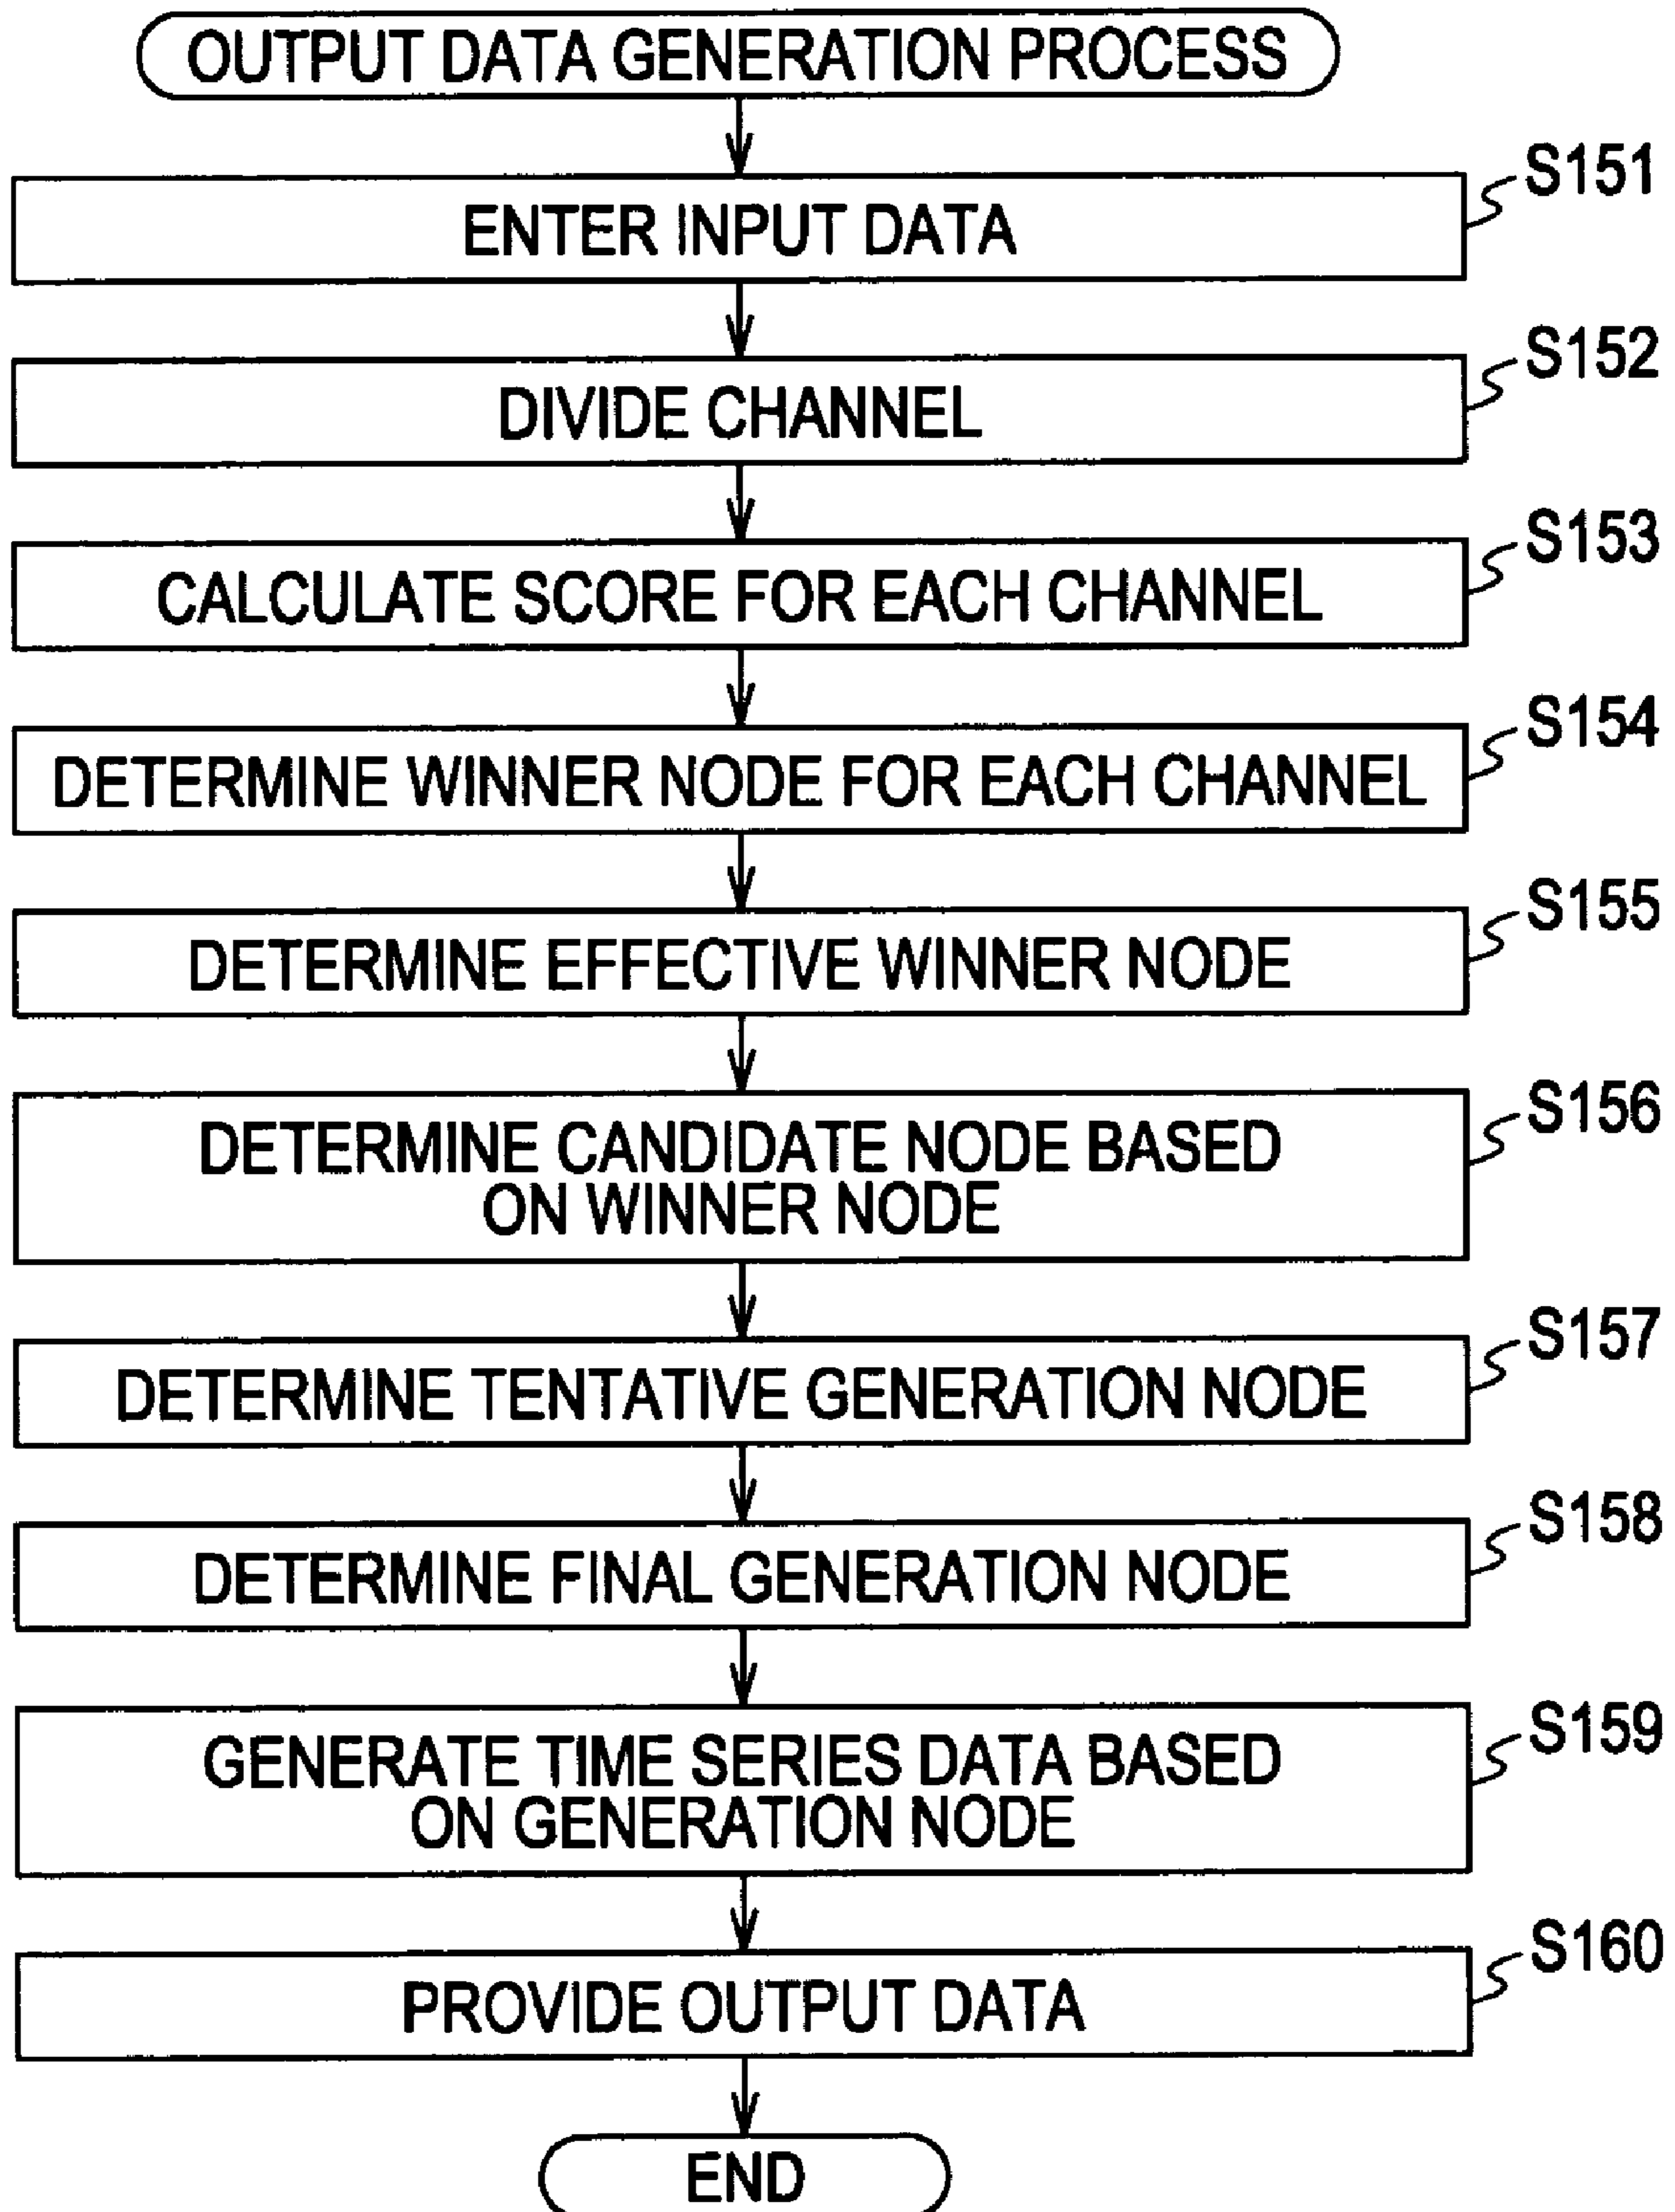 OUTPUT DATA GENERATION PROCESS
S151
ENTER INPUT DATA
S152
DIVIDE CHANNEL
S153
CALCULATE SCORE FOR EACH CHANNEL
S154
DETERMINE WINNER NODE FOR EACH CHANNEL
S155
DETERMINE EFFECTIVE WINNER NODE
S156
DETERMINE CANDIDATE NODE BASED
ON WINNER NODE
S157
DETERMINE TENTATIVE GENERATION NODE
S158
DETERMINE FINAL GENERATION NODE
S159
GENERATE TIME SERIES DATA BASED
ON GENERATION NODE
S160
PROVIDE OUTPUT DATA
END